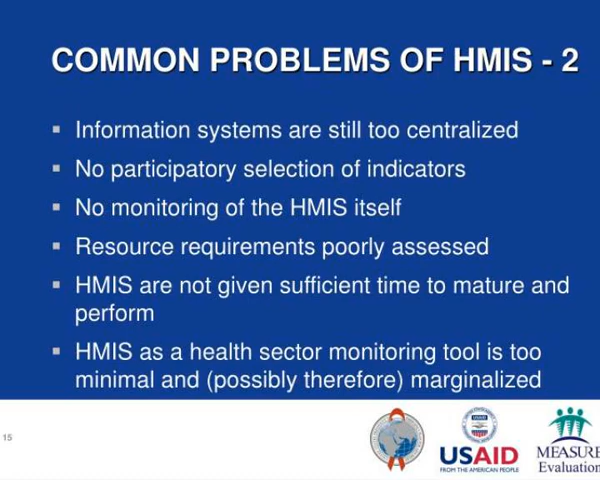 COMMON PROBLEMS OF HMIS - 2
▪ Information systems are still too centralized
▪ No participatory selection of indicators
▪ No monitoring of the HMIS itself
▪ Resource requirements poorly assessed
▪ HMIS are not given sufficient time to mature and
perform
▪ HMIS as a health sector monitoring tool is too
minimal and (possibly therefore) marginalized
15
USAID
FROM THE AMERICAN PEOPLE
MEASURE
Evaluation